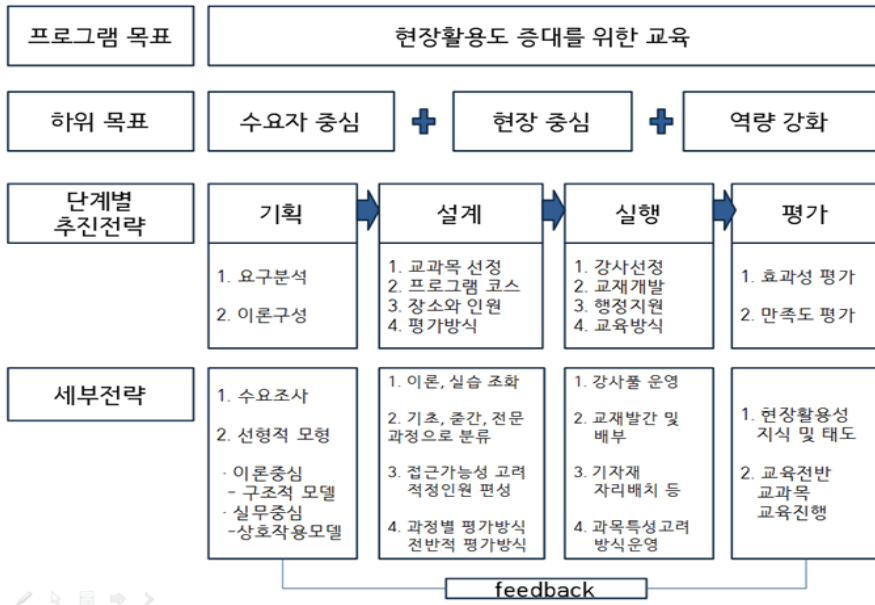 프로그램 목표
현장활용도 증대를 위한 교육
하위 목표
수요자 중심
현장 중심
역량 강화
단계별
추진전략
기획
1. 요구분석
2. 이론구성
설계
1. 교과목 선정
2. 프로그램 코스
3. 장소와 인원
4. 평가방식
실행
1. 강사선정
2. 교재개발
3. 행정지원
4. 교육방식
평가
1. 효과성 평가
2. 만족도 평가
세부전략
1. 수요조사
2. 선형적 모형
· 이론중심
- 구조적 모델
· 실무중심
-상호작용모델
1. 이론, 실습 조화
2. 기초, 중간, 전문
과정으로 분류
3. 접근가능성 고려
적정인원 편성
4. 과정별 평가방식
전반적 평가방식
1. 강사풀 운영
2. 교재발간 및
배부
3. 기자재
자리배치 등
4. 과목특성고려
방식운영
1. 현장활용성
지식 및 태도
2. 교육전반
교과목
교육진행
feedback